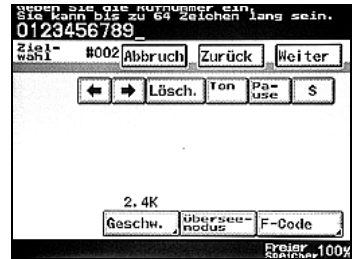 Geben Sie die Rufnummer ein.
Sie kann bis zu 64 Zeichen lang sein.
0123456789_
Ziel-
wahl #002 Abbruch Zurück Weiter
← → Lösch. Ton Pa-
use $
2.4K
Geschw. Übersee-
modus F-Code
Freier
Speicher 100%